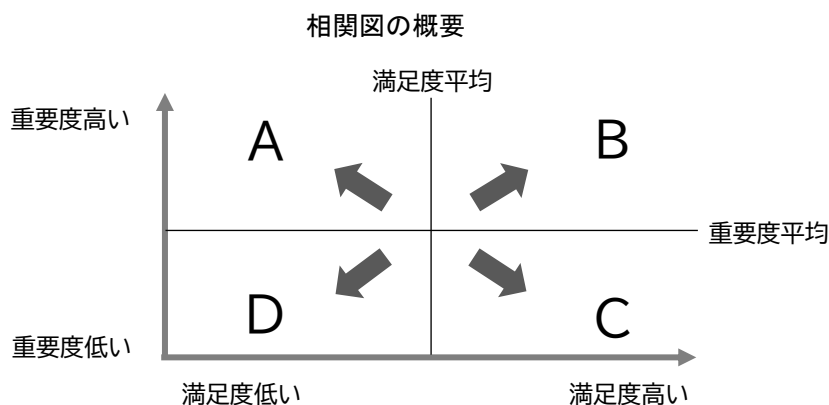 相関図の概要
満足度平均
重要度高い
A
B
重要度平均
D
C
重要度低い
満足度低い
満足度高い